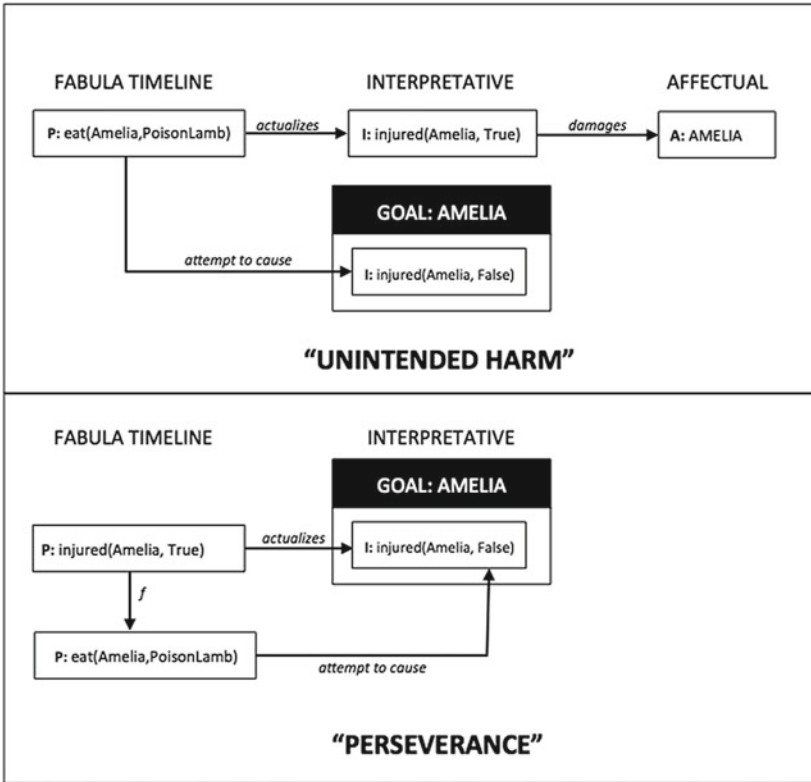 FABULA TIMELINE INTERPRETATIVE AFFECTUAL
P: eat(Amelia,PoisonLamb) actualizes I: injured(Amelia, True) damages A: AMELIA
GOAL: AMELIA
attempt to cause I: injured(Amelia, False)
“UNINTENDED HARM”
FABULA TIMELINE INTERPRETATIVE
GOAL: AMELIA
P: injured(Amelia, True) actualizes I: injured(Amelia, False)
f
P: eat(Amelia,PoisonLamb) attempt to cause
“PERSEVERANCE”